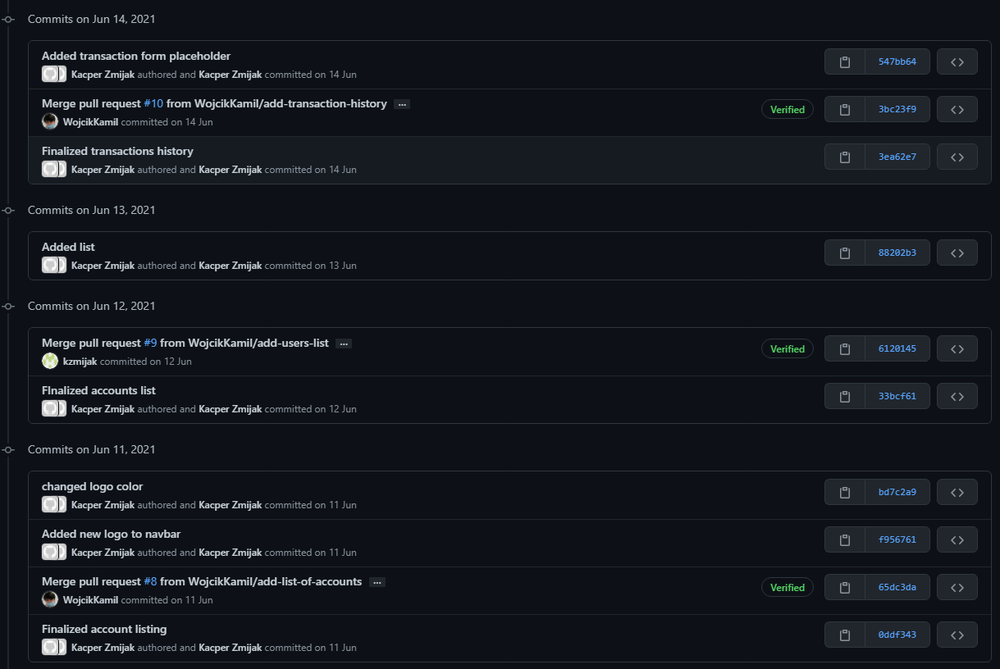 Commits on Jun 14, 2021
Added transaction form placeholder
Kacper Zmijak authored and Kacper Zmijak committed on 14 Jun
547bb64
Merge pull request #10 from WojcikKamil/add-transaction-history ...
WojcikKamil committed on 14 Jun
Verified
3bc23f9
Finalized transactions history
Kacper Zmijak authored and Kacper Zmijak committed on 14 Jun
3ea62e7
Commits on Jun 13, 2021
Added list
Kacper Zmijak authored and Kacper Zmijak committed on 13 Jun
88202b3
Commits on Jun 12, 2021
Merge pull request #9 from WojcikKamil/add-users-list ...
kzmijak committed on 12 Jun
Verified
6120145
FInalized accounts list
Kacper Zmijak authored and Kacper Zmijak committed on 12 Jun
33bcf61
Commits on Jun 11, 2021
changed logo color
Kacper Zmijak authored and Kacper Zmijak committed on 11 Jun
bd7c2a9
Added new logo to navbar
Kacper Zmijak authored and Kacper Zmijak committed on 11 Jun
f956761
Merge pull request #8 from WojcikKamil/add-list-of-accounts ...
WojcikKamil committed on 11 Jun
Verified
65dc3da
Finalized account listing
Kacper Zmijak authored and Kacper Zmijak committed on 11 Jun
0ddf343